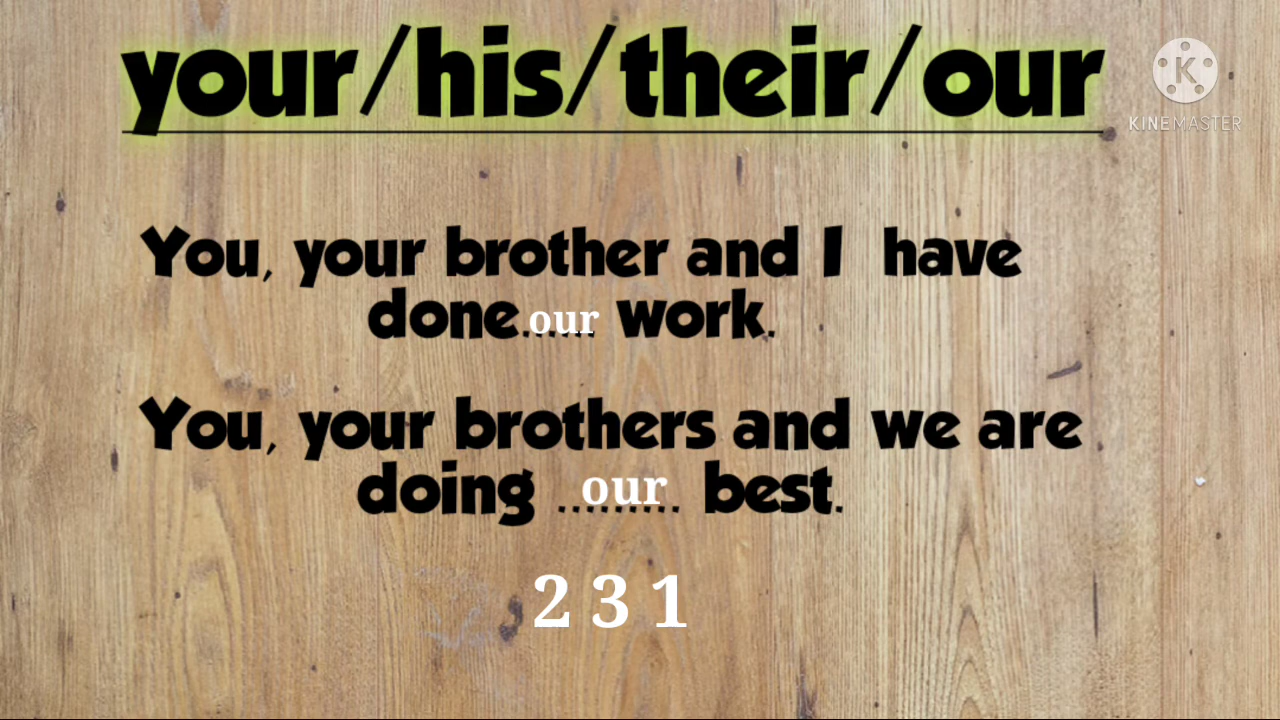 your/his/their/our
KINEMASTER
You, your brother and I have
done.our.. work.
You, your brothers and we are
doing ..our.. best.
2 3 1